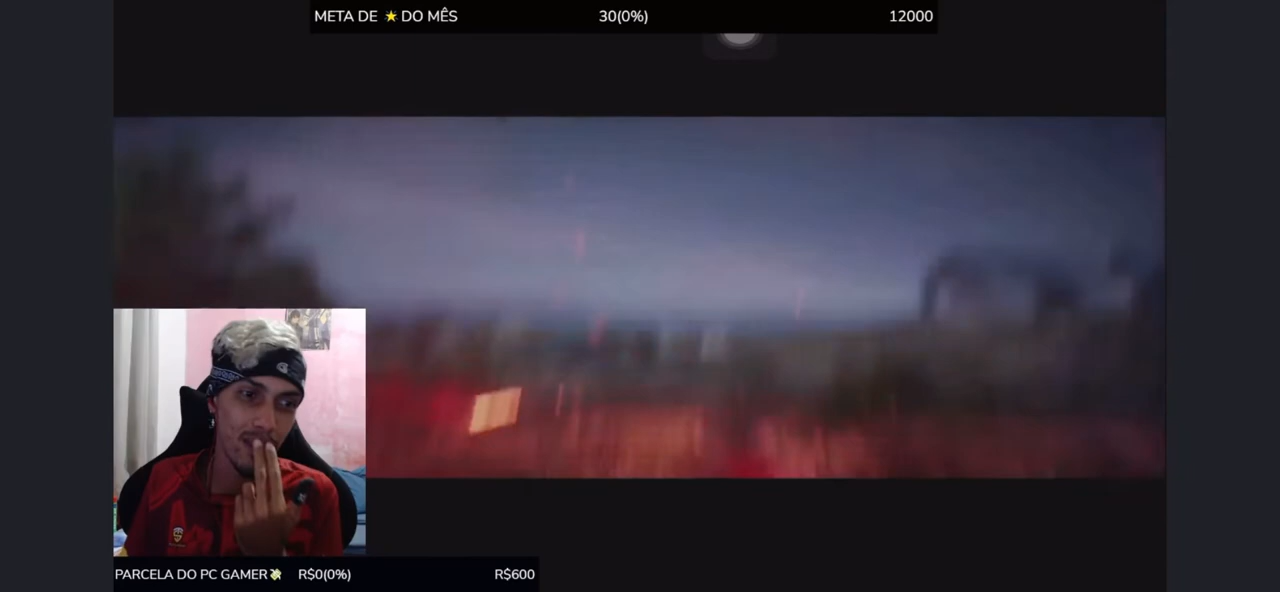 META DE ⭐ DO MÊS 30(0%) 12000
PARCELA DO PC GAMER💸 R$0(0%) R$600